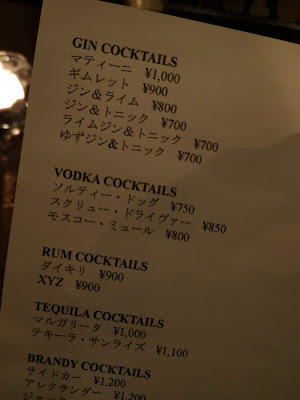 GIN COCKTAILS
マティーニ ¥1,000
ギムレット ¥900
ジン&ライム ¥800
ジン&トニック ¥700
ライムジン&トニック ¥700
ゆずジン&トニック ¥700
VODKA COCKTAILS
ソルティー・ドッグ ¥750
スクリュー・ドライヴァー ¥850
モスコー・ミュール ¥800
RUM COCKTAILS
ダイキリ ¥900
XYZ ¥900
TEQUILA COCKTAILS
マルガリータ ¥1,000
テキーラ・サンライズ ¥1,100
BRANDY COCKTAILS
サイドカー ¥1,200
アレクサンダー ¥1,200